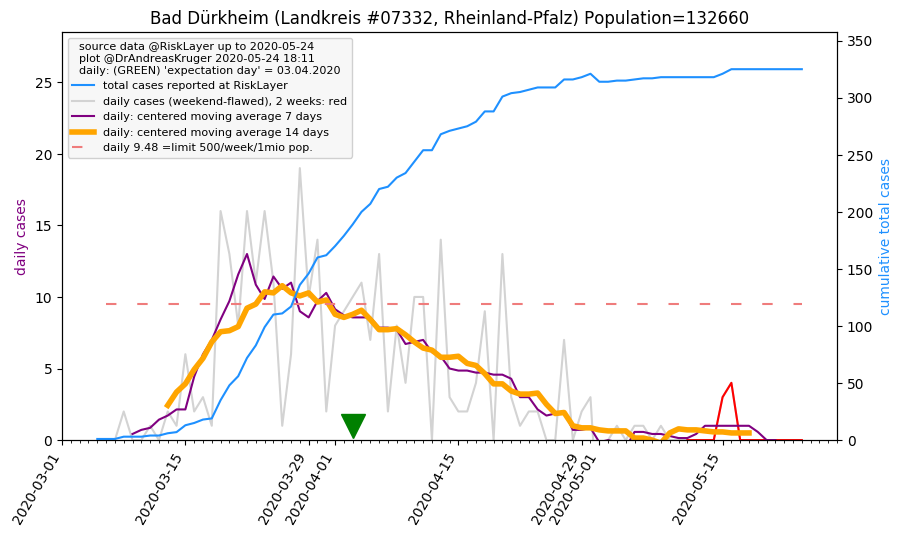 Bad Dürkheim (Landkreis #07332, Rheinland-Pfalz) Population=132660
source data @RiskLayer up to 2020-05-24
plot @DrAndreasKruger 2020-05-24 18:11
daily: (GREEN) 'expectation day' = 03.04.2020
total cases reported at RiskLayer
daily cases (weekend-flawed), 2 weeks: red
daily: centered moving average 7 days
daily: centered moving average 14 days
daily 9.48 =limit 500/week/1mio pop.
daily cases
25
20
15
10
5
0
cumulative total cases
350
300
250
200
150
100
50
0
2020-03-01
2020-03-15
2020-03-29
2020-04-01
2020-04-15
2020-04-29
2020-05-01
2020-05-15